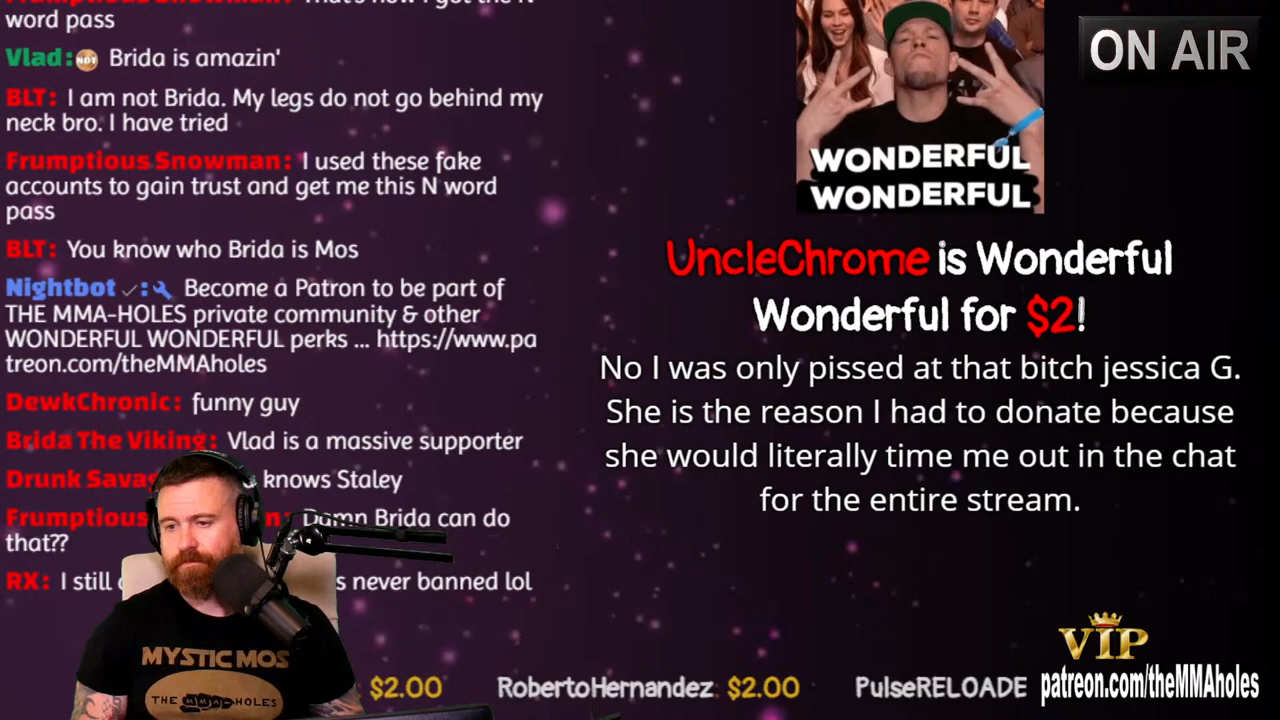 word pass
Vlad: NOT Brida is amazin'
BLT: I am not Brida. My legs do not go behind my
neck bro. I have tried
Frumptious Snowman: I used these fake
accounts to gain trust and get me this N word
pass
BLT: You know who Brida is Mos
Nightbot ✓: Become a Patron to be part of
THE MMA-HOLES private community & other
WONDERFUL WONDERFUL perks ... https://www.pa
treon.com/theMMAholes
DewkChronic: funny guy
Brida The Viking: Vlad is a massive supporter
Drunk knows Staley
Frumptious Damn Brida can do
that??
RX: I still never banned lol
ON AIR
WONDERFUL
WONDERFUL
UncleChrome is Wonderful
Wonderful for $2!
No I was only pissed at that bitch jessica G.
She is the reason I had to donate because
she would literally time me out in the chat
for the entire stream.
MYSTIC MOS
THE MMA-HOLES
VIP
patreon.com/theMMAholes
$2.00 RobertoHernandez $2.00 PulseRELOADE